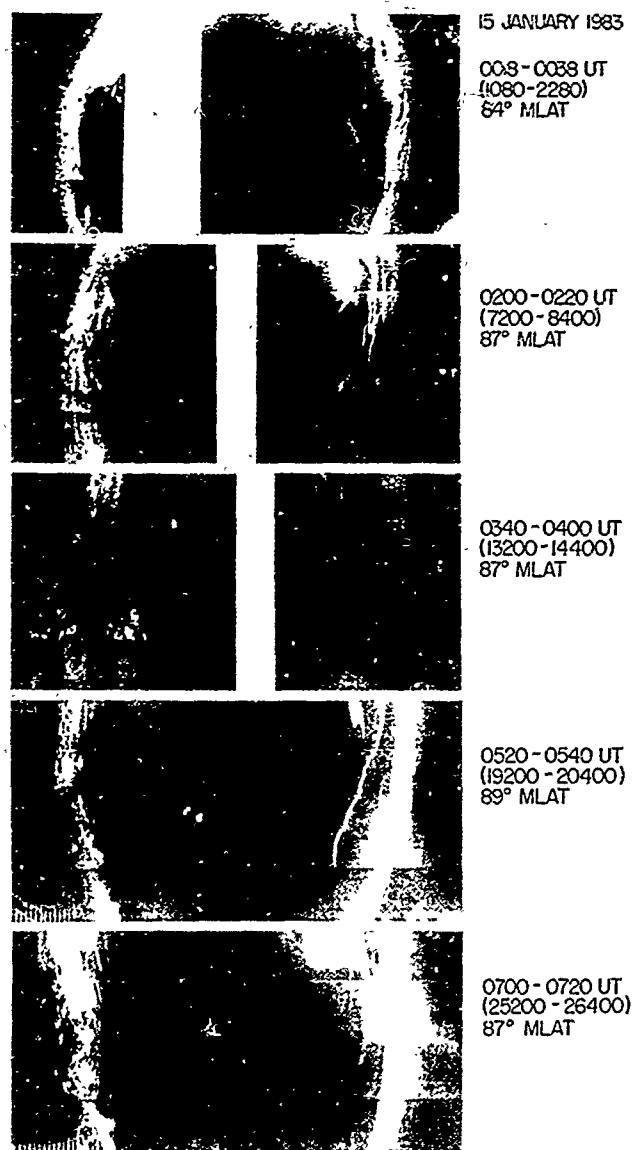 15 JANUARY 1983
0018-0038 UT
(1080-2280)
84° MLAT
0200-0220 UT
(7200-8400)
87° MLAT
0340-0400 UT
(13200-14400)
87° MLAT
0520-0540 UT
(19200-20400)
89° MLAT
0700-0720 UT
(25200-26400)
87° MLAT